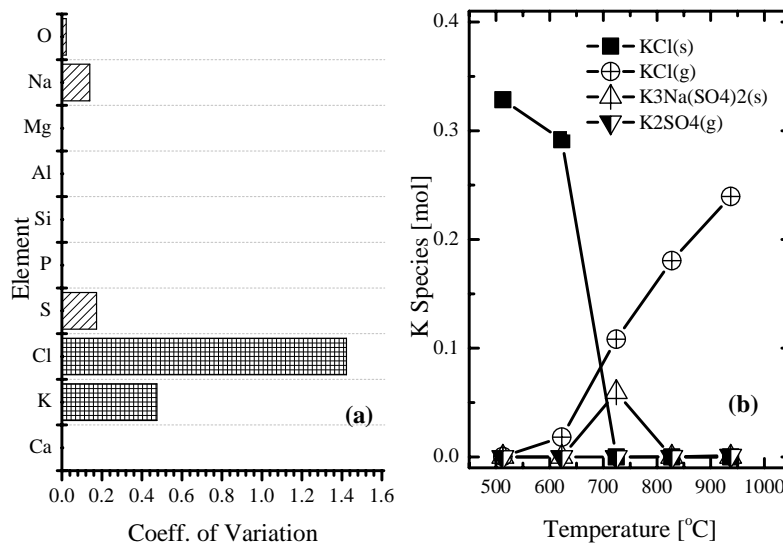 O
Na
Mg
Al
Si
P
S
Cl
K
Ca
Element
0.0 0.2 0.4 0.6 0.8 1.0 1.2 1.4 1.6
Coeff. of Variation
(a)
0.4
0.3
0.2
0.1
0.0
K Species [mol]
KCl(s)
KCl(g)
K3Na(SO4)2(s)
K2SO4(g)
(b)
500 600 700 800 900 1000
Temperature [°C]